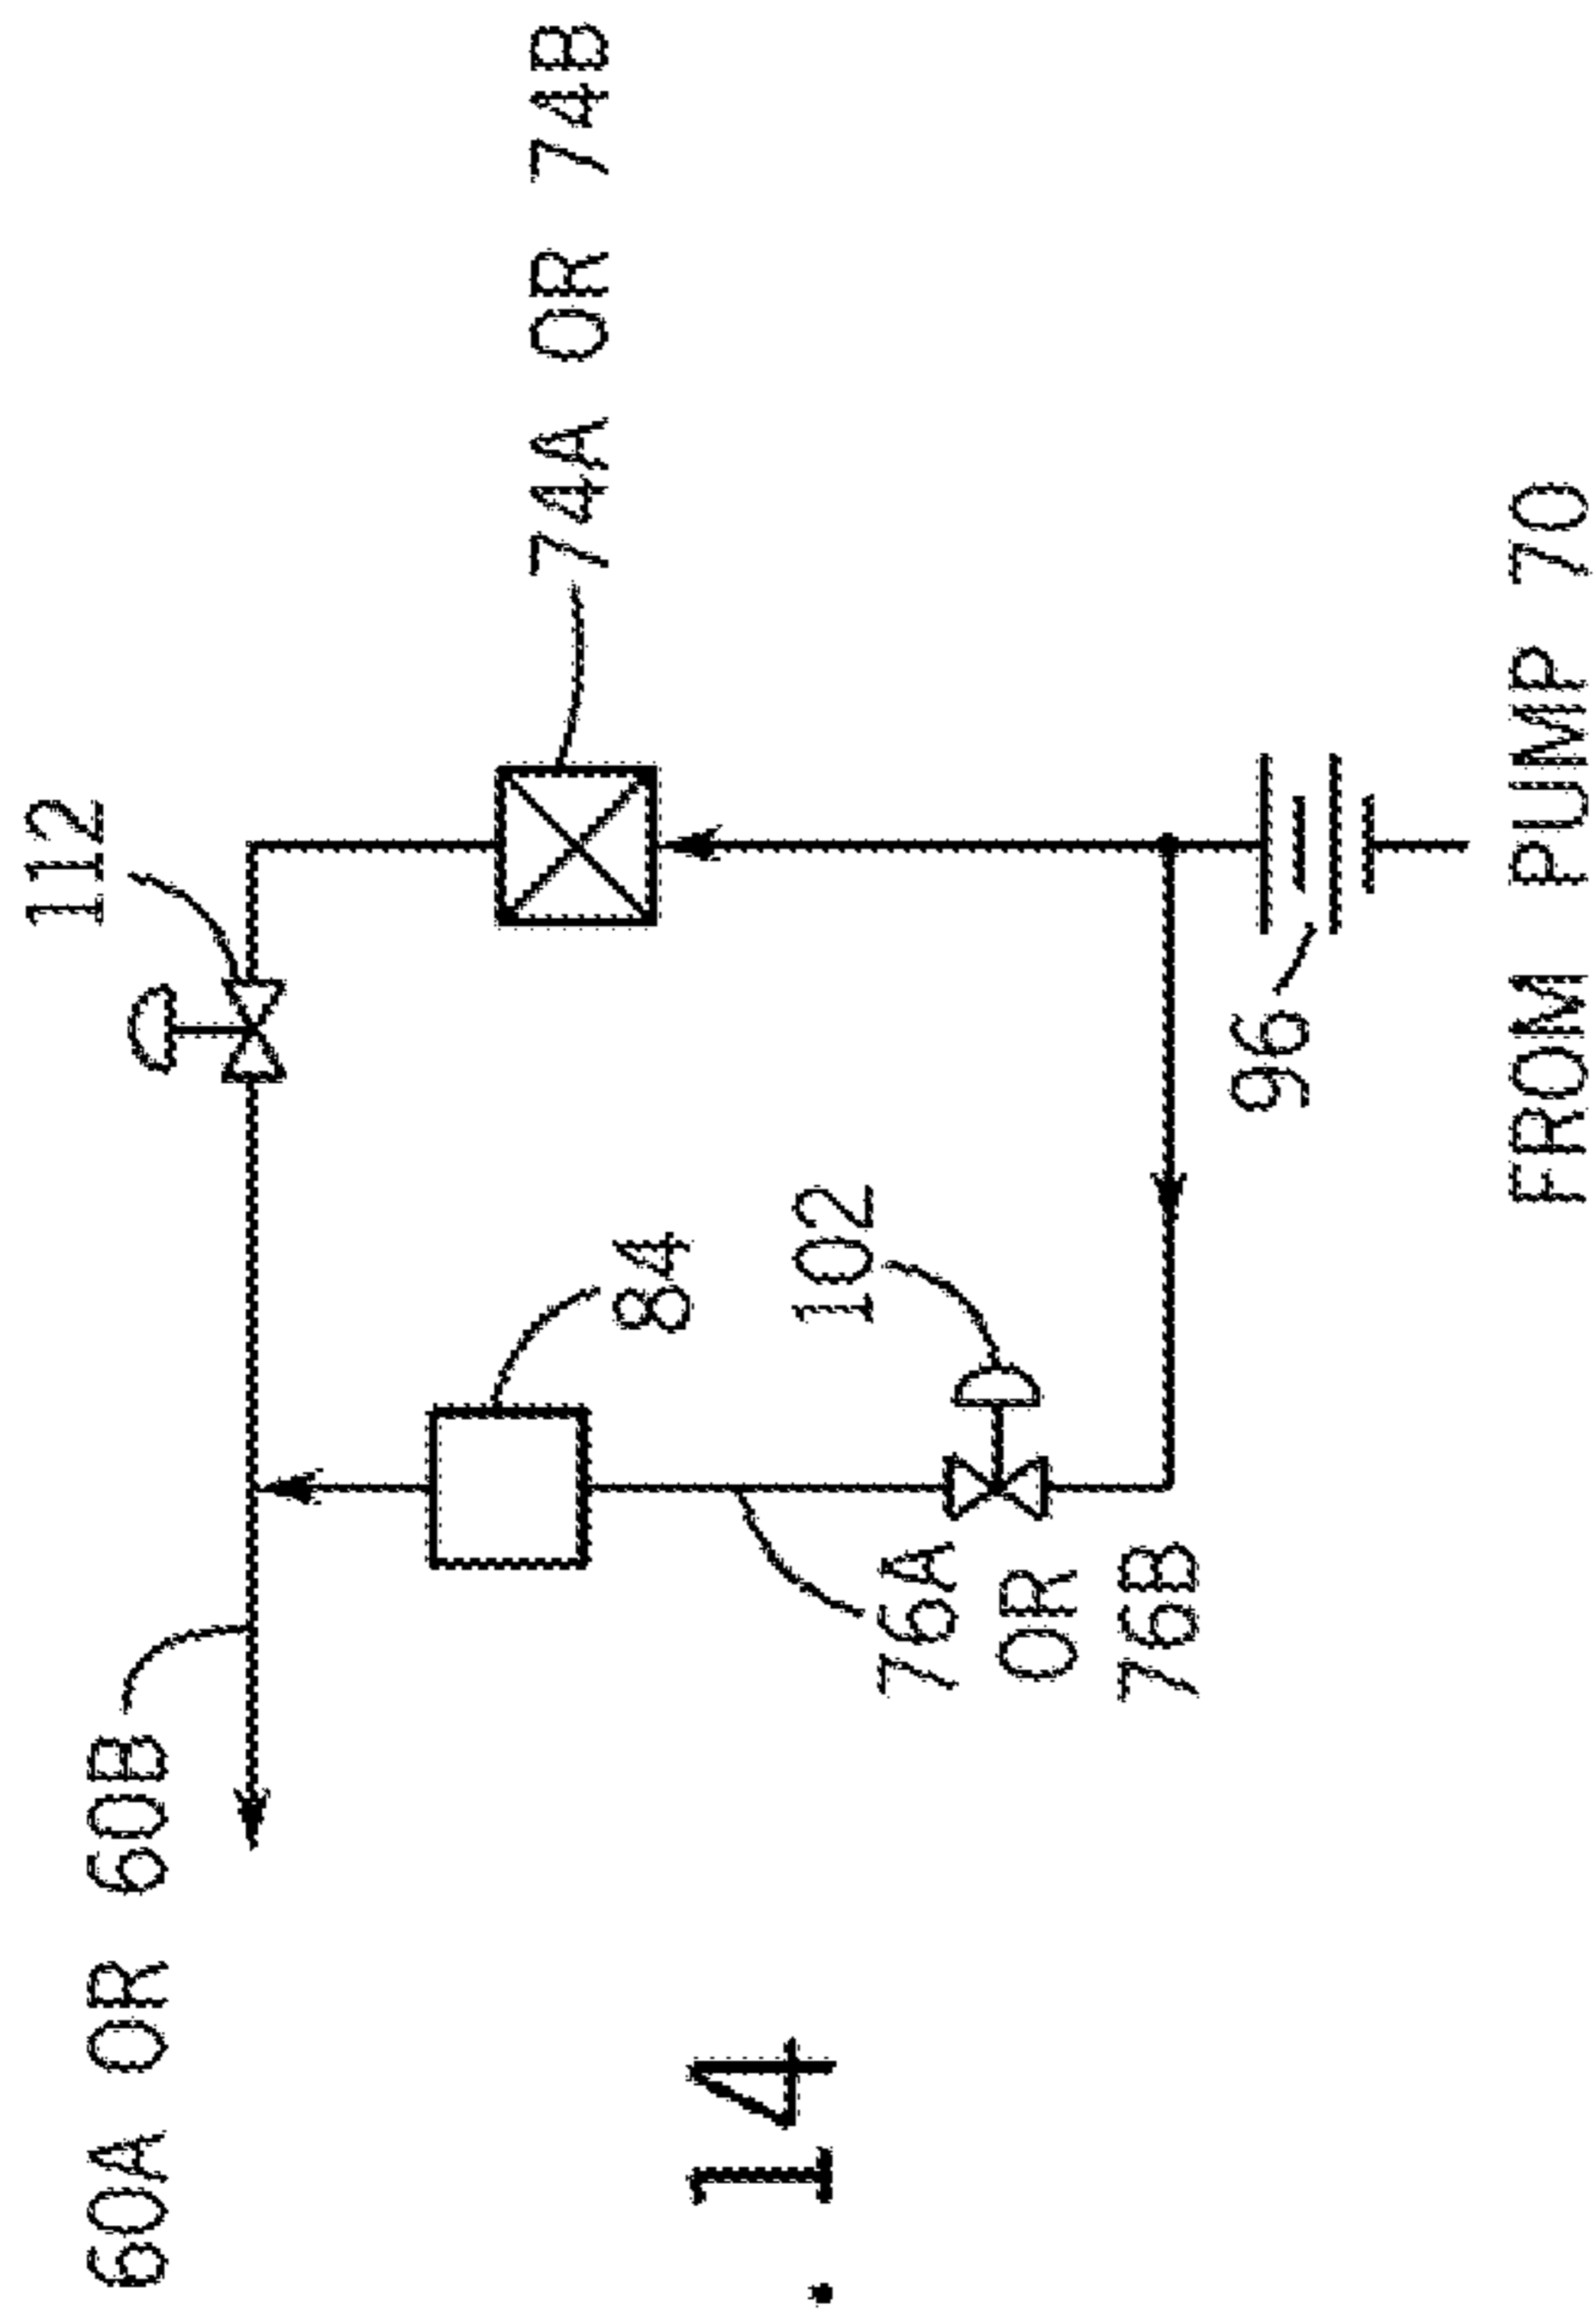 60A OR 60B
112
74A OR 74B
84
102
76A
OR
76B
96
FROM PUMP 70
. 14